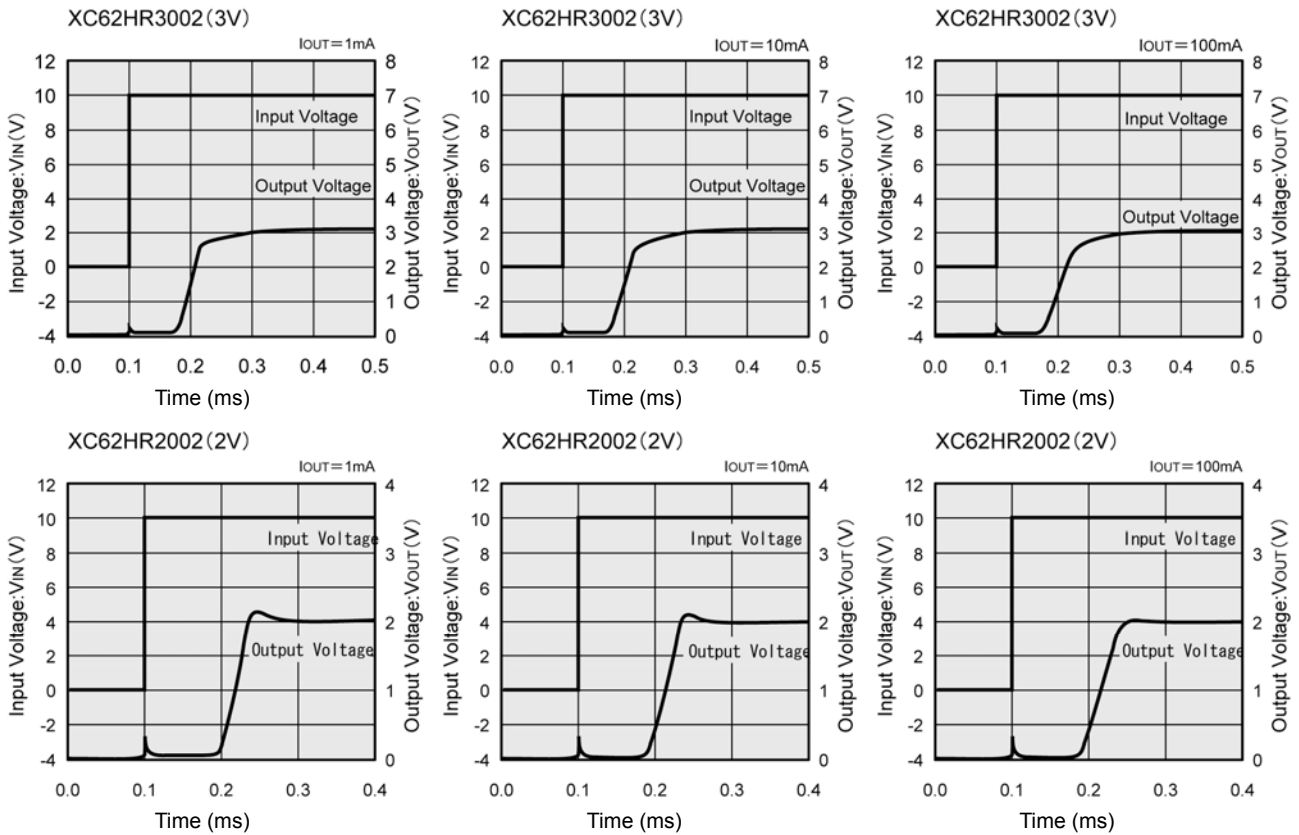 XC62HR3002(3V)
IOUT=1mA
Input Voltage:VIN(V)
12
10
8
6
4
2
0
-2
-4
Input Voltage
Output Voltage
8
7
6
5
4
3
2
1
0
Output Voltage:VOUT(V)
0.0 0.1 0.2 0.3 0.4 0.5
Time (ms)
XC62HR3002(3V)
IOUT=10mA
Input Voltage:VIN(V)
12
10
8
6
4
2
0
-2
-4
Input Voltage
Output Voltage
8
7
6
5
4
3
2
1
0
Output Voltage:VOUT(V)
0.0 0.1 0.2 0.3 0.4 0.5
Time (ms)
XC62HR3002(3V)
IOUT=100mA
Input Voltage:VIN(V)
12
10
8
6
4
2
0
-2
-4
Input Voltage
Output Voltage
8
7
6
5
4
3
2
1
0
Output Voltage:VOUT(V)
0.0 0.1 0.2 0.3 0.4 0.5
Time (ms)
XC62HR2002(2V)
IOUT=1mA
Input Voltage:VIN(V)
12
10
8
6
4
2
0
-2
-4
Input Voltage
Output Voltage
4
3
2
1
0
Output Voltage:VOUT(V)
0.0 0.1 0.2 0.3 0.4
Time (ms)
XC62HR2002(2V)
IOUT=10mA
Input Voltage:VIN(V)
12
10
8
6
4
2
0
-2
-4
Input Voltage
Output Voltage
4
3
2
1
0
Output Voltage:VOUT(V)
0.0 0.1 0.2 0.3 0.4
Time (ms)
XC62HR2002(2V)
IOUT=100mA
Input Voltage:VIN(V)
12
10
8
6
4
2
0
-2
-4
Input Voltage
Output Voltage
4
3
2
1
0
Output Voltage:VOUT(V)
0.0 0.1 0.2 0.3 0.4
Time (ms)